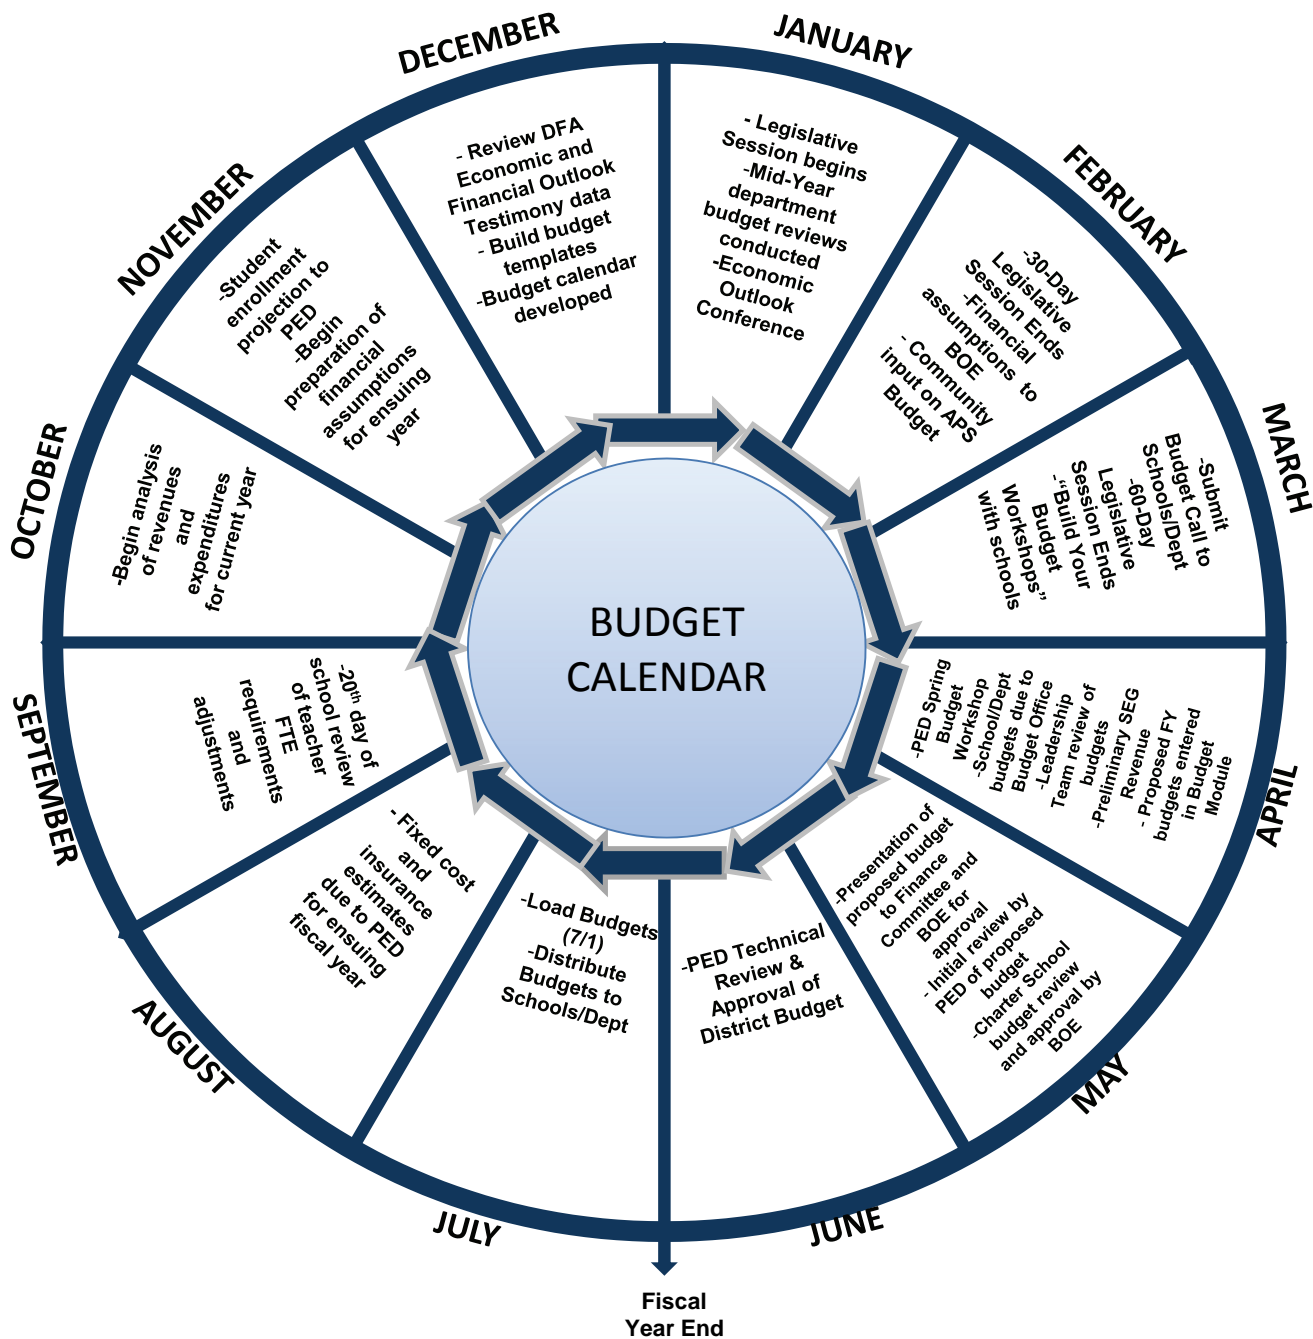 JANUARY
- Legislative
Session begins
-Mid-Year
department
budget reviews
conducted
-Economic
Outlook
Conference
FEBRUARY
-30-Day
Legislative
Session Ends
-Financial
assumptions to
BOE
- Community
input on APS
Budget
MARCH
-Submit
Budget Call to
Schools/Dept
-60-Day
Legislative
Session Ends
-“Build Your
Budget
Workshops”
with schools
APRIL
-PED Spring
Budget
Workshop
-School/Dept
budgets due to
Budget Office
-Leadership
Team review of
budgets
-Preliminary SEG
Revenue
- Proposed FY
budgets entered
in Budget
Module
MAY
-Presentation of
proposed budget
to Finance
Committee and
BOE for
approval
- Initial review by
PED of proposed
budget
-Charter School
budget review
and approval by
BOE
JUNE
-PED Technical
Review &
Approval of
District Budget
Fiscal
Year End
JULY
-Load Budgets
(7/1)
-Distribute
Budgets to
Schools/Dept
AUGUST
- Fixed cost
and
insurance
estimates
due to PED
for ensuing
fiscal year
SEPTEMBER
-20th day of
school review
of teacher
FTE
requirements
and
adjustments
OCTOBER
-Begin analysis
of revenues
and
expenditures
for current year
NOVEMBER
-Student
enrollment
projection to
PED
-Begin
preparation of
financial
assumptions
for ensuing
year
DECEMBER
- Review DFA
Economic and
Financial Outlook
Testimony data
- Build budget
templates
-Budget calendar
developed
BUDGET
CALENDAR